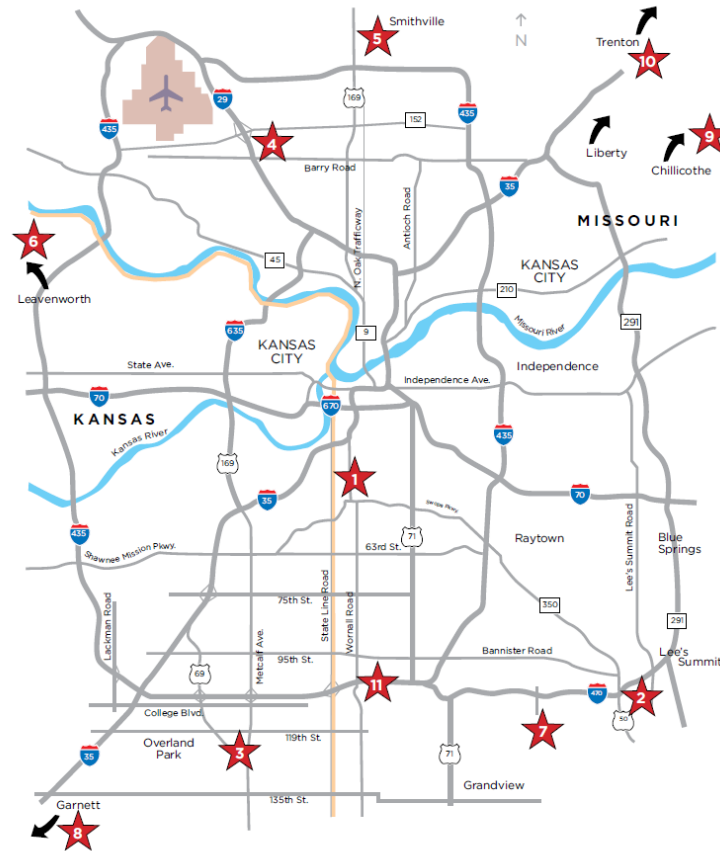 Smithville
5
N
Trenton
10
169
435
29
152
435
4
9
Liberty
Chillicothe
Barry Road
35
Antioch Road
N. Oak Trafficway
MISSOURI
6
45
KANSAS
CITY
210
Leavenworth
Missouri River
291
635
9
KANSAS
CITY
State Ave.
Independence
Independence Ave.
70
670
KANSAS
Kansas River
435
169
1
35
70
71
Raytown
Blue
Springs
Lee's Summit Road
435
63rd St.
Shawnee Mission Pkwy.
75th St.
350
State Line Road
Wornall Road
Lackman Road
Metcalf Ave.
291
95th St.
Bannister Road
Lee's
Summit
69
11
470
2
College Blvd.
50
7
119th St.
Overland
Park
3
35
71
Grandview
135th St.
Garnett
8